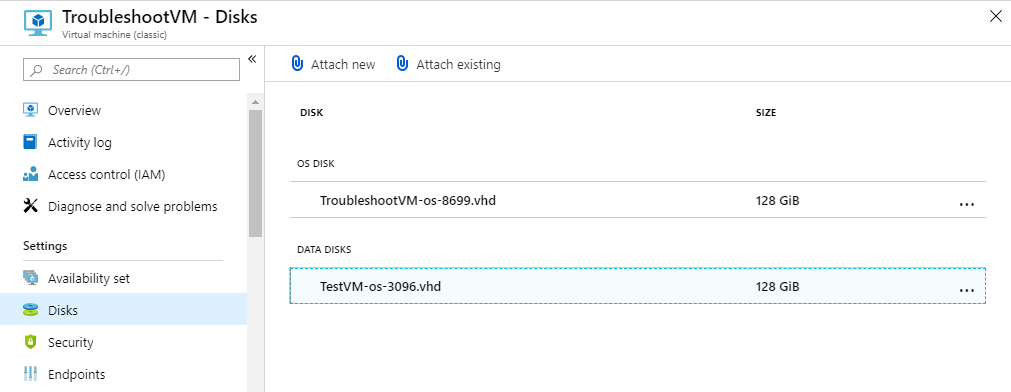 TroubleshootVM - Disks
Virtual machine (classic)
Search (Ctrl+/)
«
Overview
Activity log
Access control (IAM)
Diagnose and solve problems
Settings
Availability set
Disks
Security
Endpoints
Attach new Attach existing
DISK SIZE
OS DISK
TroubleshootVM-os-8699.vhd 128 GiB ...
DATA DISKS
TestVM-os-3096.vhd 128 GiB ...